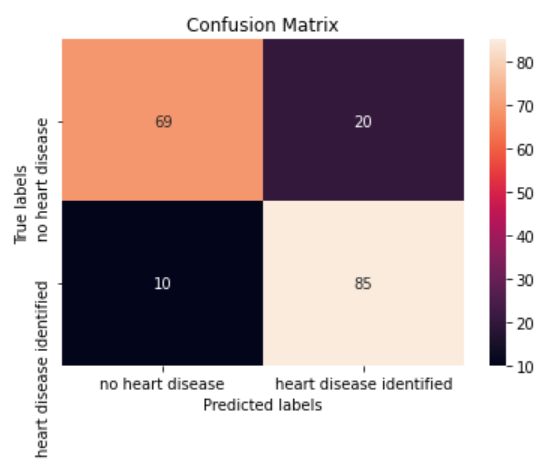 Confusion Matrix
True labels
no heart disease
heart disease identified
69
20
10
85
80
70
60
50
40
30
20
10
no heart disease
heart disease identified
Predicted labels